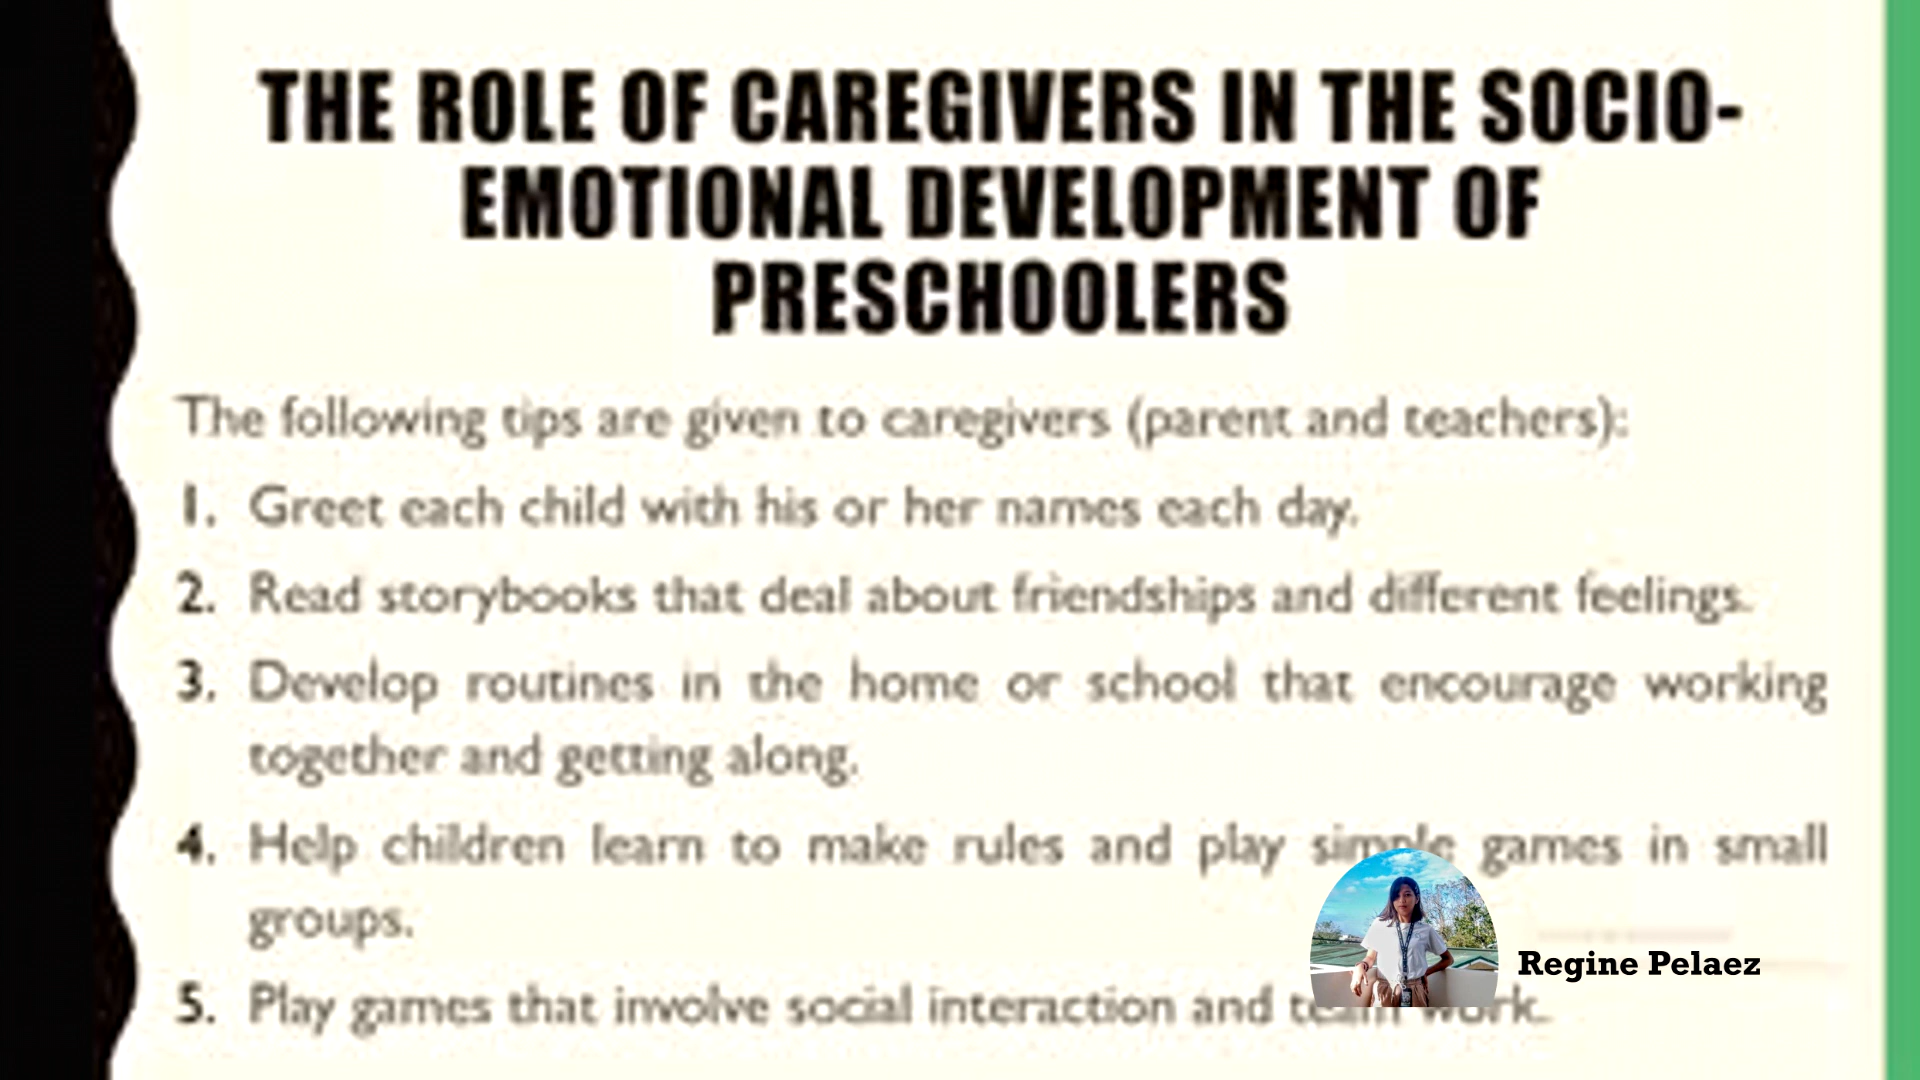 THE ROLE OF CAREGIVERS IN THE SOCIO-
EMOTIONAL DEVELOPMENT OF
PRESCHOOLERS
The following tips are given to caregivers (parent and teachers):
1. Greet each child with his or her names each day.
2. Read storybooks that deal about friendships and different feelings.
3. Develop routines in the home or school that encourage working
together and getting along.
4. Help children learn to make rules and play simple games in small
groups.
5. Play games that involve social interaction and team work.
Regine Pelaez